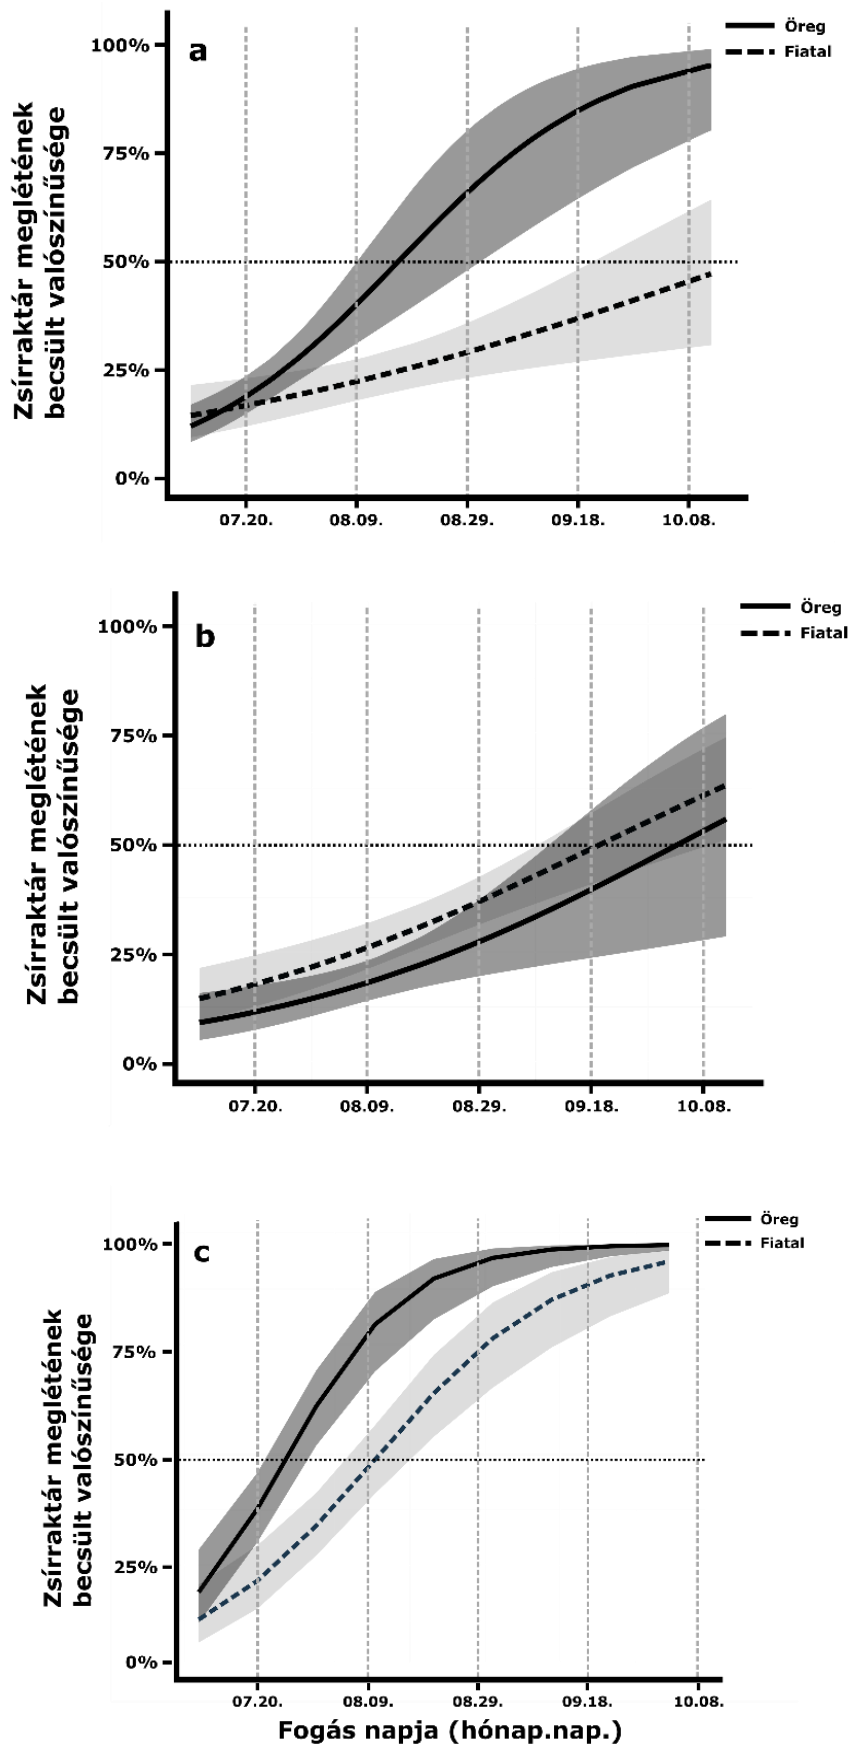 a
Öreg
Fiatal
Zsírraktár meglétének
becsült valószínűsége
100%
75%
50%
25%
0%
07.20. 08.09. 08.29. 09.18. 10.08.
b
Öreg
Fiatal
Zsírraktár meglétének
becsült valószínűsége
100%
75%
50%
25%
0%
07.20. 08.09. 08.29. 09.18. 10.08.
c
Öreg
Fiatal
Zsírraktár meglétének
becsült valószínűsége
100%
75%
50%
25%
0%
07.20. 08.09. 08.29. 09.18. 10.08.
Fogás napja (hónap.nap.)